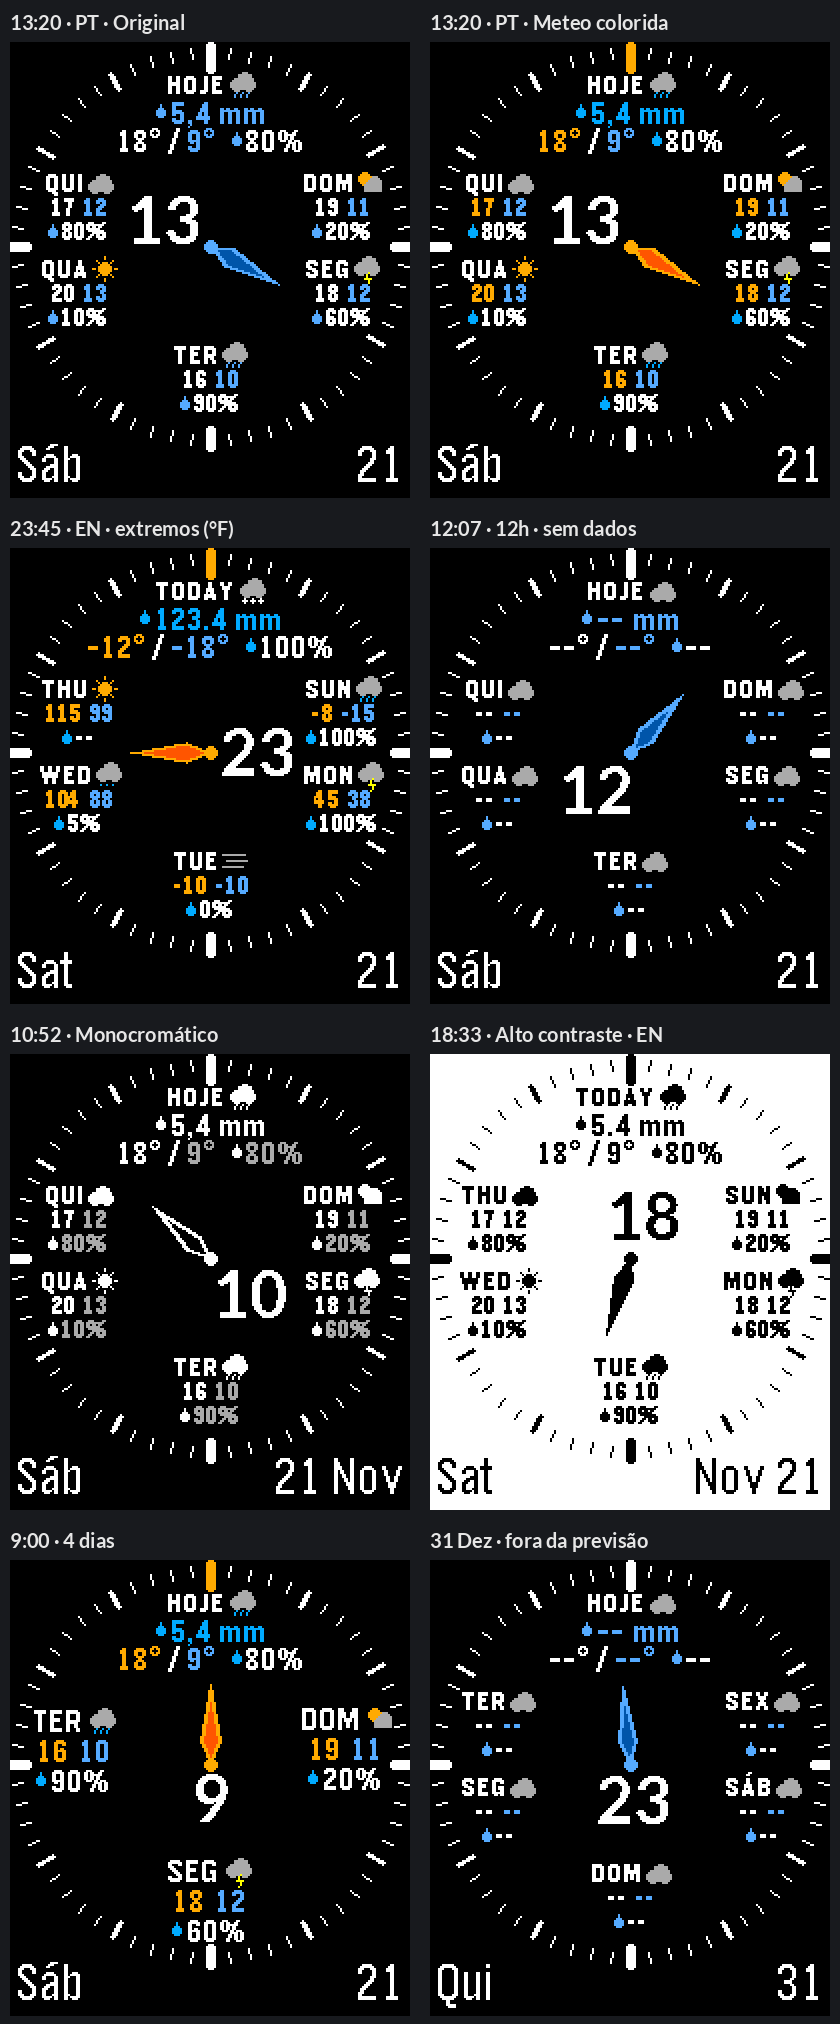 13:20 · PT · Original
HOJE
5,4 mm
18° / 9° 80%
QUI
17 12
80%
13
DOM
19 11
20%
QUA
20 13
10%
SEG
18 12
60%
TER
16 10
90%
Sáb
21
13:20 · PT · Meteo colorida
HOJE
5,4 mm
18° / 9° 80%
QUI
17 12
80%
13
DOM
19 11
20%
QUA
20 13
10%
SEG
18 12
60%
TER
16 10
90%
Sáb
21
23:45 · EN · extremos (°F)
TODAY
123.4 mm
-12° / -18° 100%
THU
115 99
--
SUN
-8 -15
100%
WED
104 88
5%
23
MON
45 38
100%
TUE
-10 -10
0%
Sat
21
12:07 · 12h · sem dados
HOJE
-- mm
--° / --° --
QUI
-- --
--
DOM
-- --
--
QUA
-- --
--
12
SEG
-- --
--
TER
-- --
--
Sáb
21
10:52 · Monocromático
HOJE
5,4 mm
18° / 9° 80%
QUI
17 12
80%
DOM
19 11
20%
QUA
20 13
10%
10
SEG
18 12
60%
TER
16 10
90%
Sáb
21 Nov
18:33 · Alto contraste · EN
TODAY
5.4 mm
18° / 9° 80%
THU
17 12
80%
18
SUN
19 11
20%
WED
20 13
10%
MON
18 12
60%
TUE
16 10
90%
Sat
Nov 21
9:00 · 4 dias
HOJE
5,4 mm
18° / 9° 80%
TER
16 10
90%
DOM
19 11
20%
9
SEG
18 12
60%
Sáb
21
31 Dez · fora da previsão
HOJE
-- mm
--° / --° --
TER
-- --
--
SEX
-- --
--
SEG
-- --
--
23
SÁB
-- --
--
DOM
-- --
--
Qui
31